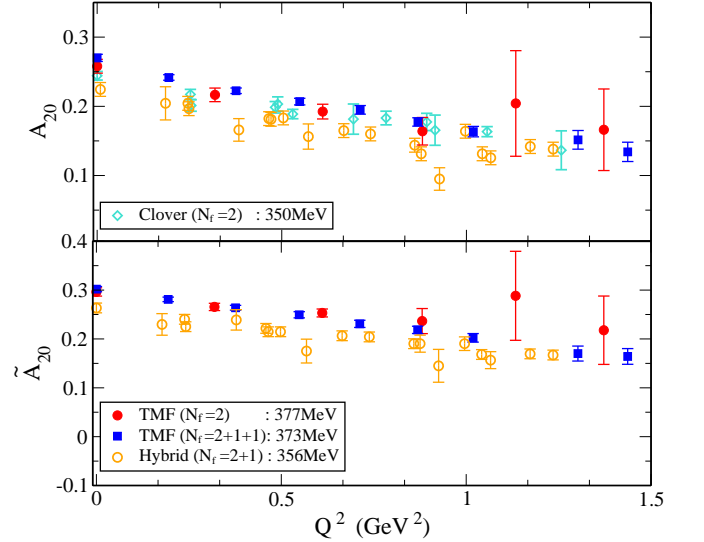 0.3
0.2
0.1
A20
Clover (Nf=2) : 350MeV
0.4
0.3
0.2
0.1
0
-0.1
Ã20
TMF (Nf=2) : 377MeV
TMF (Nf=2+1+1) : 373MeV
Hybrid (Nf=2+1) : 356MeV
0 0.5 1 1.5
Q2 (GeV2)